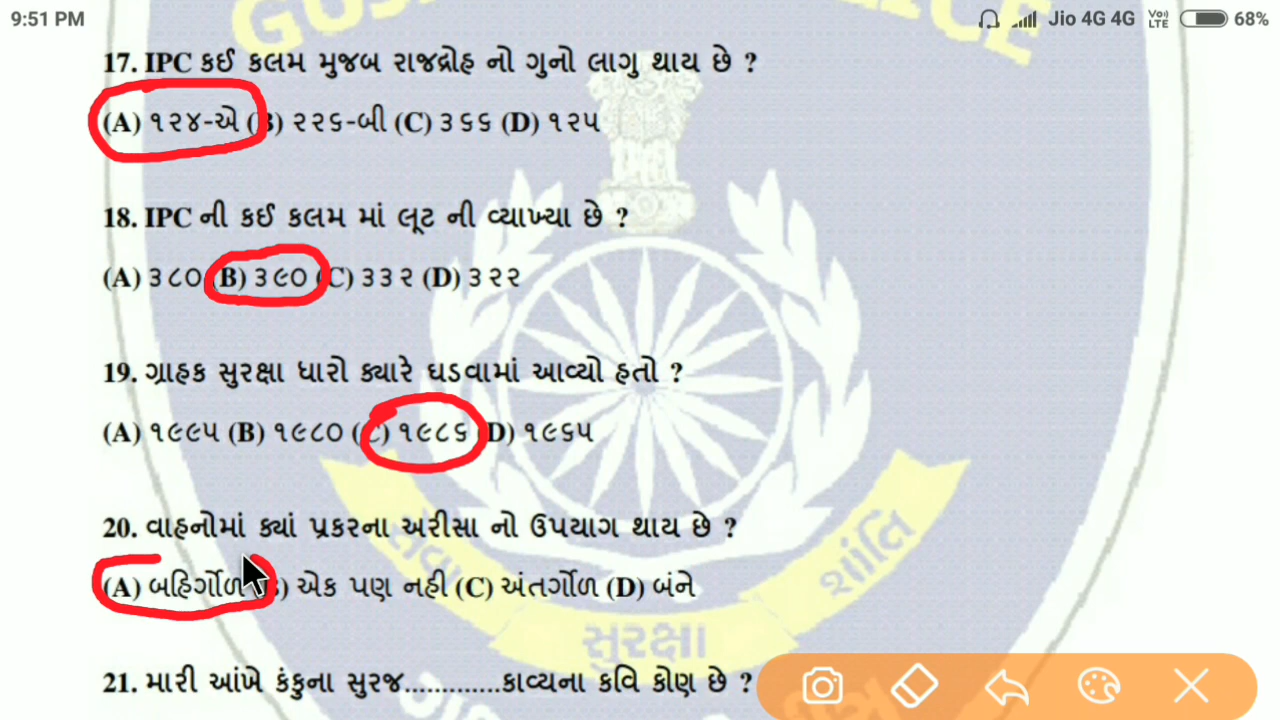 9:51 PM Jio 4G 4G VoLTE 68%
17. IPC કઈ કલમ મુજબ રાજદ્રોહ નો ગુનો લાગુ થાય છે ?
(A) ૧૨૪-એ (B) ૨૨૬-બી (C) ૩૬૬ (D) ૧૨૫
18. IPC ની કઈ કલમ માં લૂટ ની વ્યાખ્યા છે ?
(A) ૩૮૦ (B) ૩૯૦ (C) ૩૩૨ (D) ૩૨૨
19. ગ્રાહક સુરક્ષા ધારો ક્યારે ઘડવામાં આવ્યો હતો ?
(A) ૧૯૯૫ (B) ૧૯૮૦ (C) ૧૯૮૬ (D) ૧૯૬૫
20. વાહનોમાં ક્યાં પ્રકરના અરીસા નો ઉપયાગ થાય છે ?
(A) બહિર્ગોળ (B) એક પણ નહી (C) અંતર્ગોળ (D) બંને
સેવા સુરક્ષા શાંતિ
21. મારી આંખે કંકુના સુરજ.............કાવ્યના કવિ કોણ છે ?